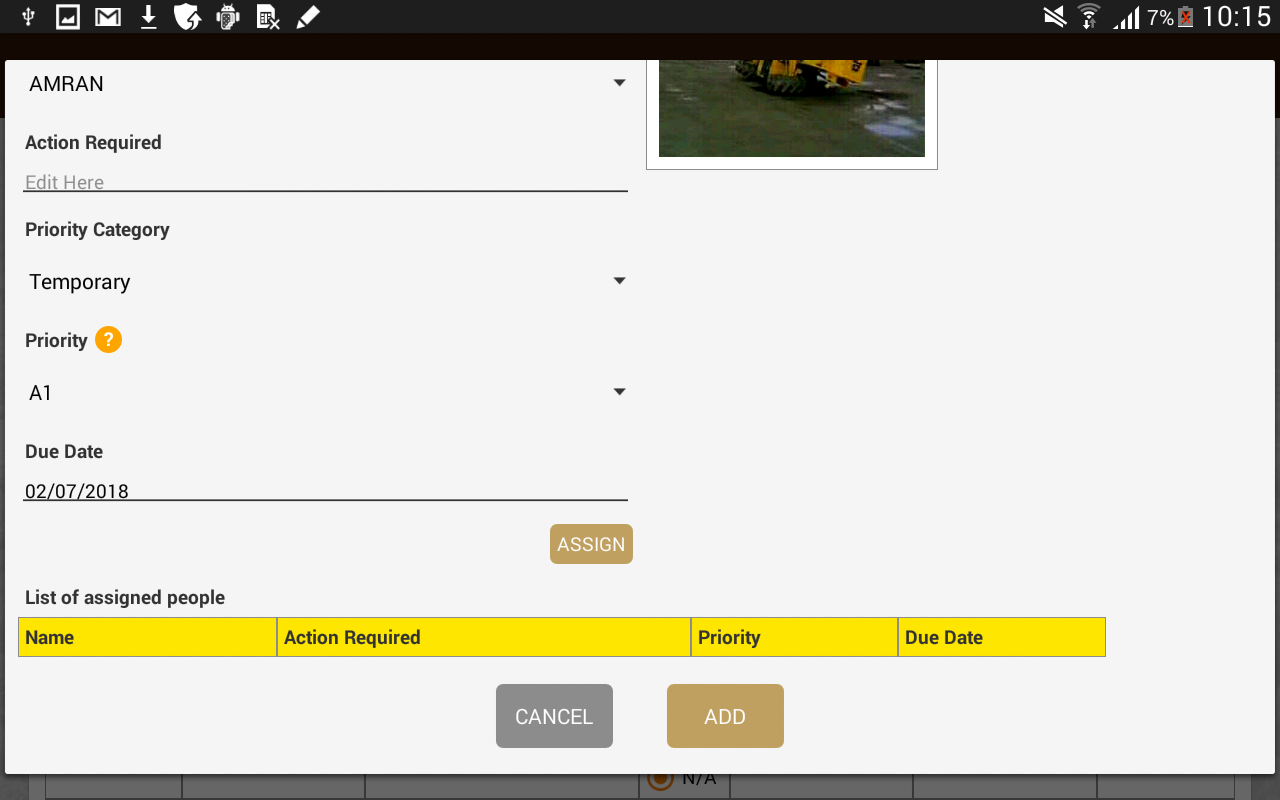 7% 10:15
AMRAN
Action Required
Edit Here
Priority Category
Temporary
Priority ?
A1
Due Date
02/07/2018
ASSIGN
List of assigned people
Name Action Required Priority Due Date
CANCEL ADD
N/A